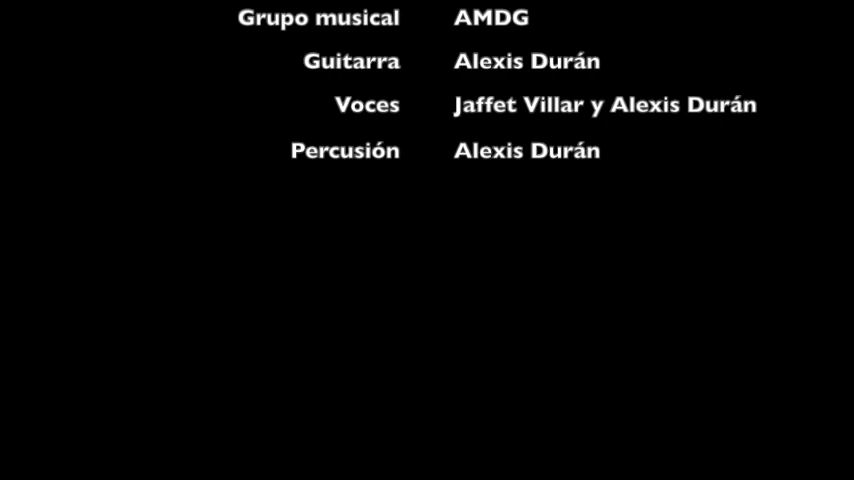 Grupo musical AMDG
Guitarra Alexis Durán
Voces Jaffet Villar y Alexis Durán
Percusión Alexis Durán